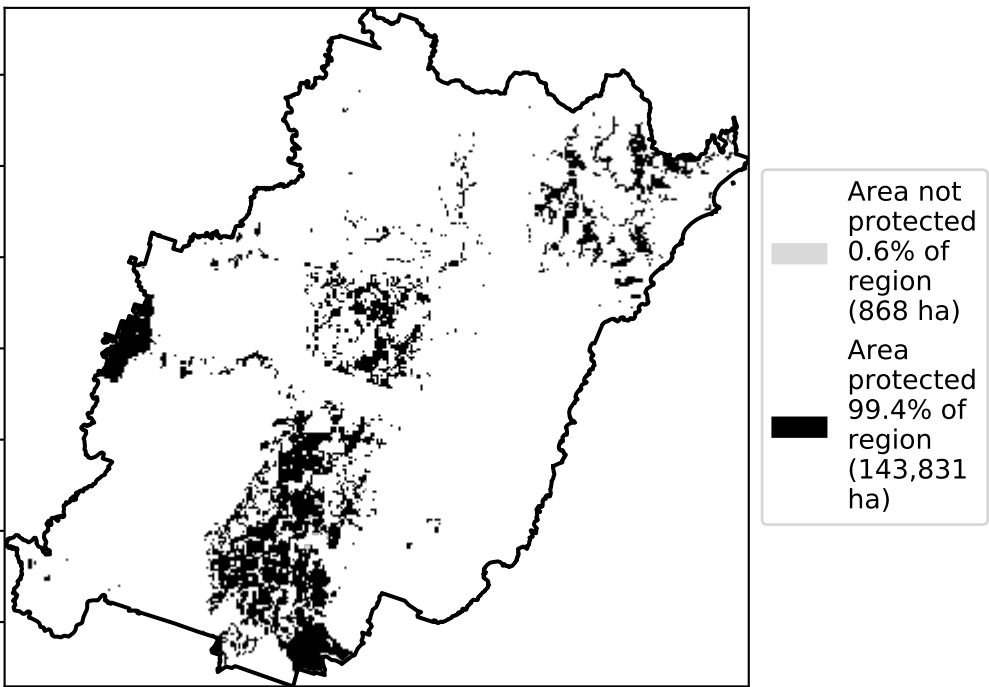 Area not
protected
0.6% of
region
(868 ha)
Area
protected
99.4% of
region
(143,831
ha)